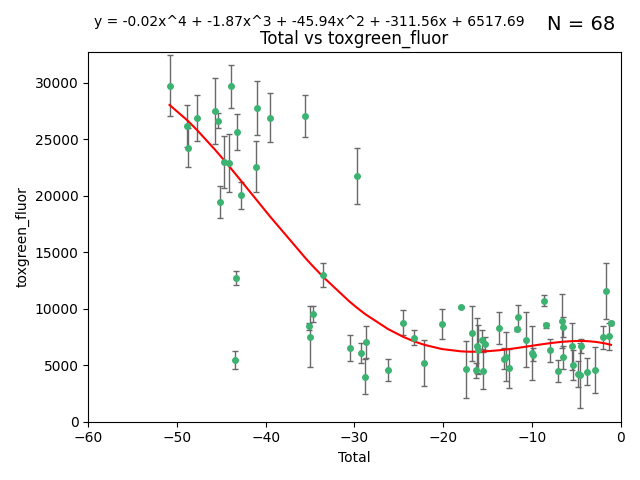 y = -0.02x^4 + -1.87x^3 + -45.94x^2 + -311.56x + 6517.69
N = 68
Total vs toxgreen_fluor
30000
25000
20000
15000
10000
5000
0
toxgreen_fluor
−60
−50
−40
−30
−20
−10
0
Total